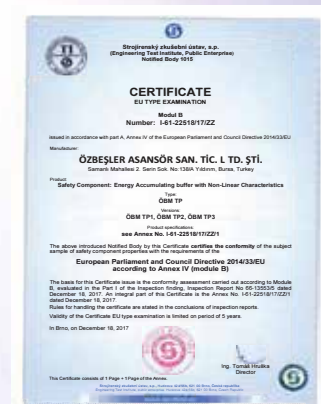 Strojírenský zkušební ústav, s.p.
(Engineering Test Institute, Public Enterprise)
Notified Body 1015
CERTIFICATE
EU TYPE EXAMINATION
Modul B
Number: I-61-22518/17/ZZ
issued in accordance with part A, Annex IV of the European Parliament and Council Directive 2014/33/EU
Manufacturer:
ÖZBEŞLER ASANSÖR SAN. TİC. L TD. ŞTİ.
Samanlı Mahallesi 2. Serin Sok. No:138/A Yıldırım, Bursa, Turkey
Product:
Safety Component: Energy Accumulating buffer with Non-Linear Characteristics
Type:
ÖBM TP
Versions:
ÖBM TP1, ÖBM TP2, ÖBM TP3
Product specifications:
see Annex No. I-61-22518/17/ZZ/1
The above introduced Notified Body by this Certificate certifies the conformity of the subject
sample of safety component properties with the requirements of the
European Parliament and Council Directive 2014/33/EU
according to Annex IV (module B)
The basis for this Certificate issue is the conformity assessment carried out according to Module
B, evaluated in the Part I of the Inspection finding, Inspection Report No 66-13553/5 dated
December 18, 2017. An integral part of this Certificate is the Annex No. I-61-22518/17/ZZ/1
dated December 18, 2017.
Rules for handling the certificate are stated in the conclusions of inspection reports.
Validity of the Certificate EU type examination is limited on period of 5 years.
In Brno, on December 18, 2017
Ing. Tomáš Hruška
Director
This Certificate consists of 1 Page + 1Page of the Annex.